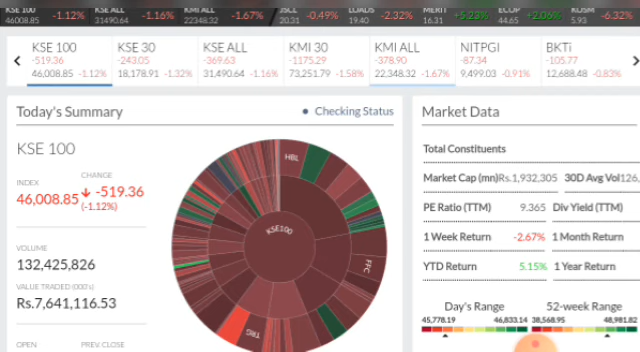 KSE 100 -1.12% KSE ALL -1.16% KMI ALL -1.67% JSCL -0.49% LOADS -2.32% MERIT +5.23% ECOP +2.06% KOSM -6.32%
46008.85 31490.64 22348.32 20.31 19.40 16.31 44.65 5.93
KSE 100 KSE 30 KSE ALL KMI 30 KMI ALL NITPGI BKTi
-519.36 -243.05 -369.63 -1175.29 -378.90 -87.34 -105.77
46,008.85 -1.12% 18,178.91 -1.32% 31,490.64 -1.16% 73,251.79 -1.58% 22,348.32 -1.67% 9,499.03 -0.91% 12,688.48 -0.83%
Today's Summary
Checking Status
KSE 100
INDEX
CHANGE
46,008.85 -519.36
(-1.12%)
VOLUME
132,425,826
VALUE TRADED (000's)
Rs.7,641,116.53
OPEN PREV. CLOSE
HBL
KSE100
FFC
TRG
Market Data
Total Constituents
Market Cap (mn) Rs.1,932,305 30D Avg Vol 126,
PE Ratio (TTM) 9.365 Div Yield (TTM)
1 Week Return -2.67% 1 Month Return
YTD Return 5.15% 1 Year Return
Day's Range 52-week Range
45,778.19 46,833.14 38,568.95 48,981.82